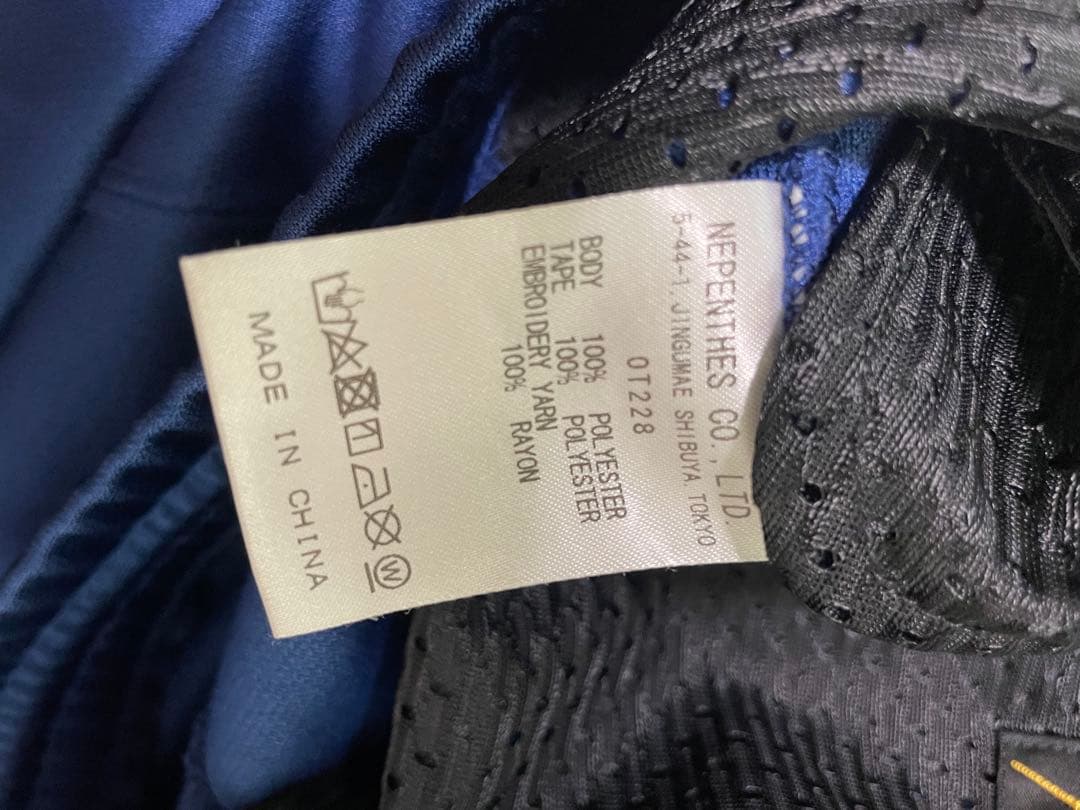 NEPENTHES CO., LTD.
5-44-1 JINGUMAE SHIBUYA TOKYO
OT228
BODY 100% POLYESTER
TAPE 100% POLYESTER
EMBROIDERY YARN
100% RAYON
W
MADE IN CHINA